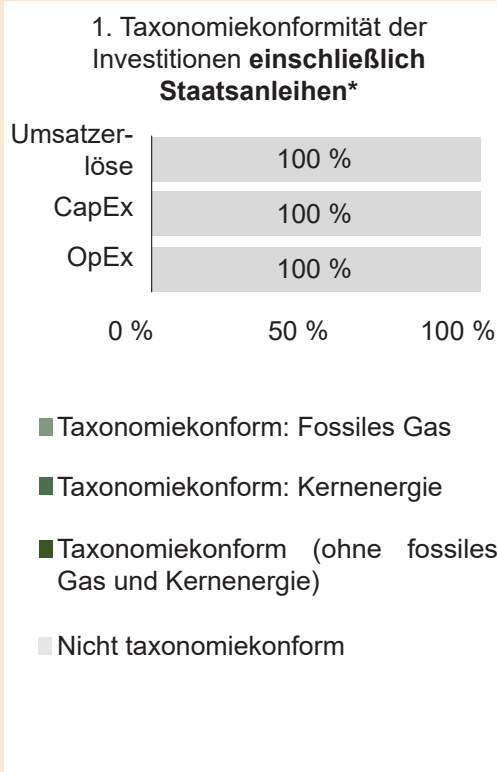 1. Taxonomiekonformität der
Investitionen einschließlich
Staatsanleihen*
Umsatzer-
löse
100 %
CapEx
100 %
OpEx
100 %
0 %
50 %
100 %
Taxonomiekonform: Fossiles Gas
Taxonomiekonform: Kernenergie
Taxonomiekonform (ohne fossiles
Gas und Kernenergie)
Nicht taxonomiekonform